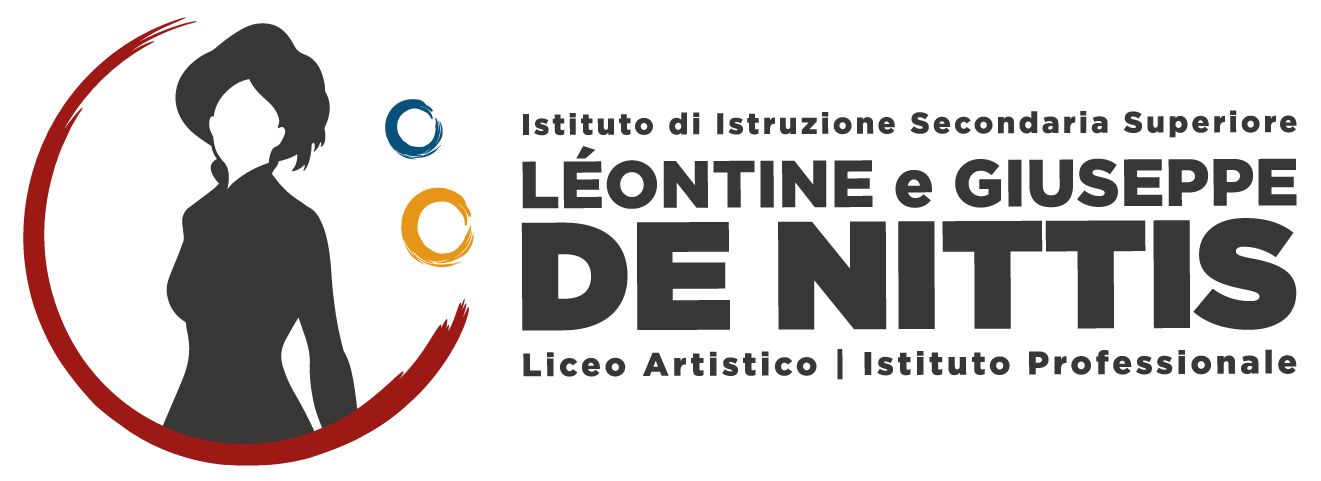 Istituto di Istruzione Secondaria Superiore
LÉONTINE e GIUSEPPE
DE NITTIS
Liceo Artistico | Istituto Professionale